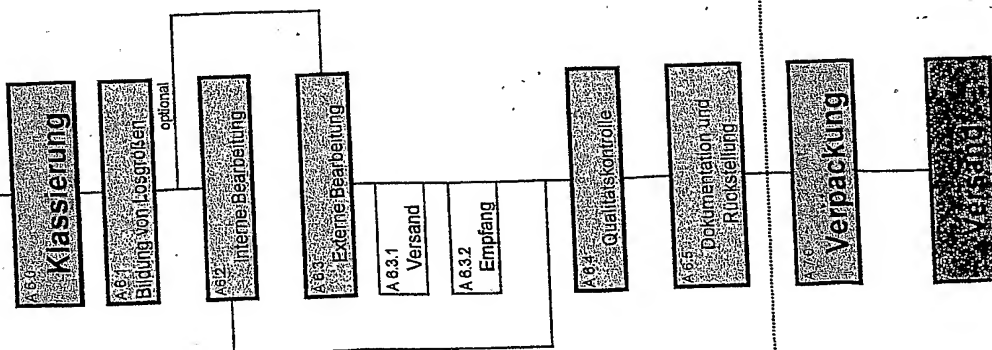 A 6.0
Klassierung
A 6.1
Bildung von Losgrößen
optional
A 6.2
Interne Bearbeitung
A 6.3
Externe Bearbeitung
A 6.3.1
Versand
A 6.3.2
Empfang
A 6.4
Qualitätskontrolle
A 6.5
Dokumentation und
Rückstellung
A 7.0
Verpackung
Versand